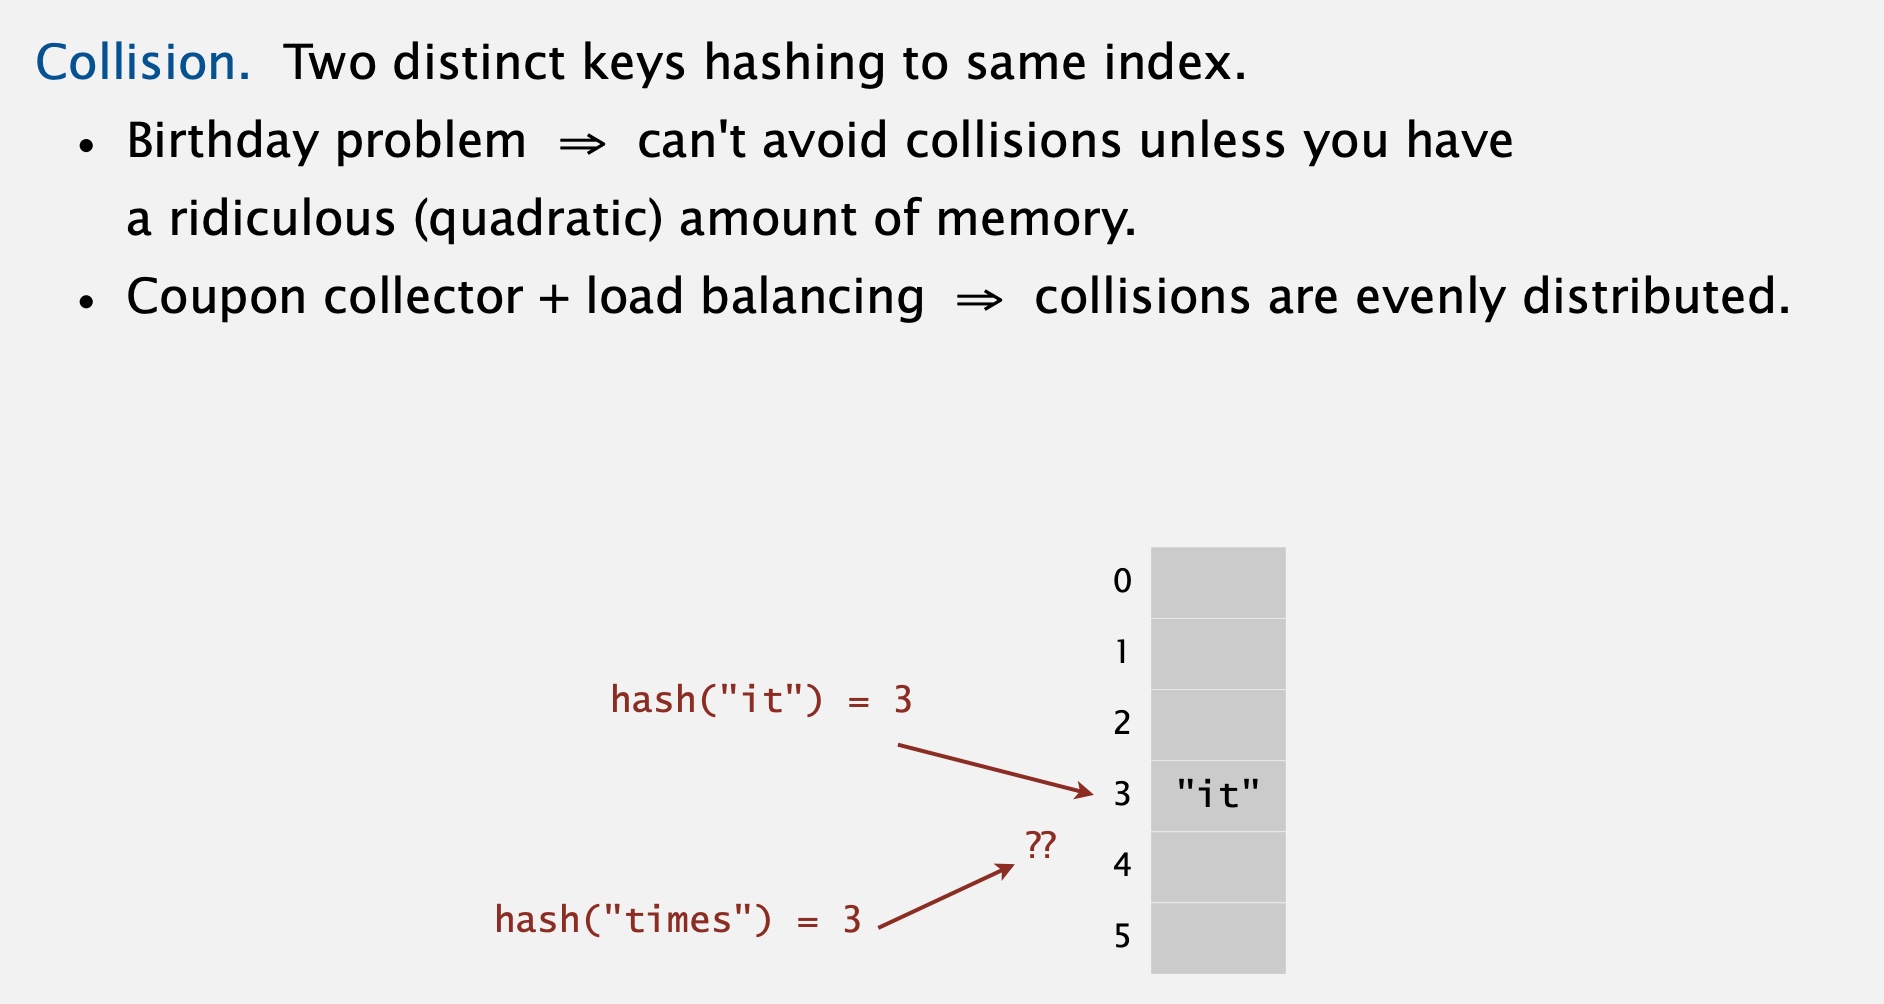 Collision. Two distinct keys hashing to same index.
• Birthday problem ⇒ can't avoid collisions unless you have
a ridiculous (quadratic) amount of memory.
• Coupon collector + load balancing ⇒ collisions are evenly distributed.
0
1
hash("it") = 3
2
3 "it"
??
4
hash("times") = 3
5